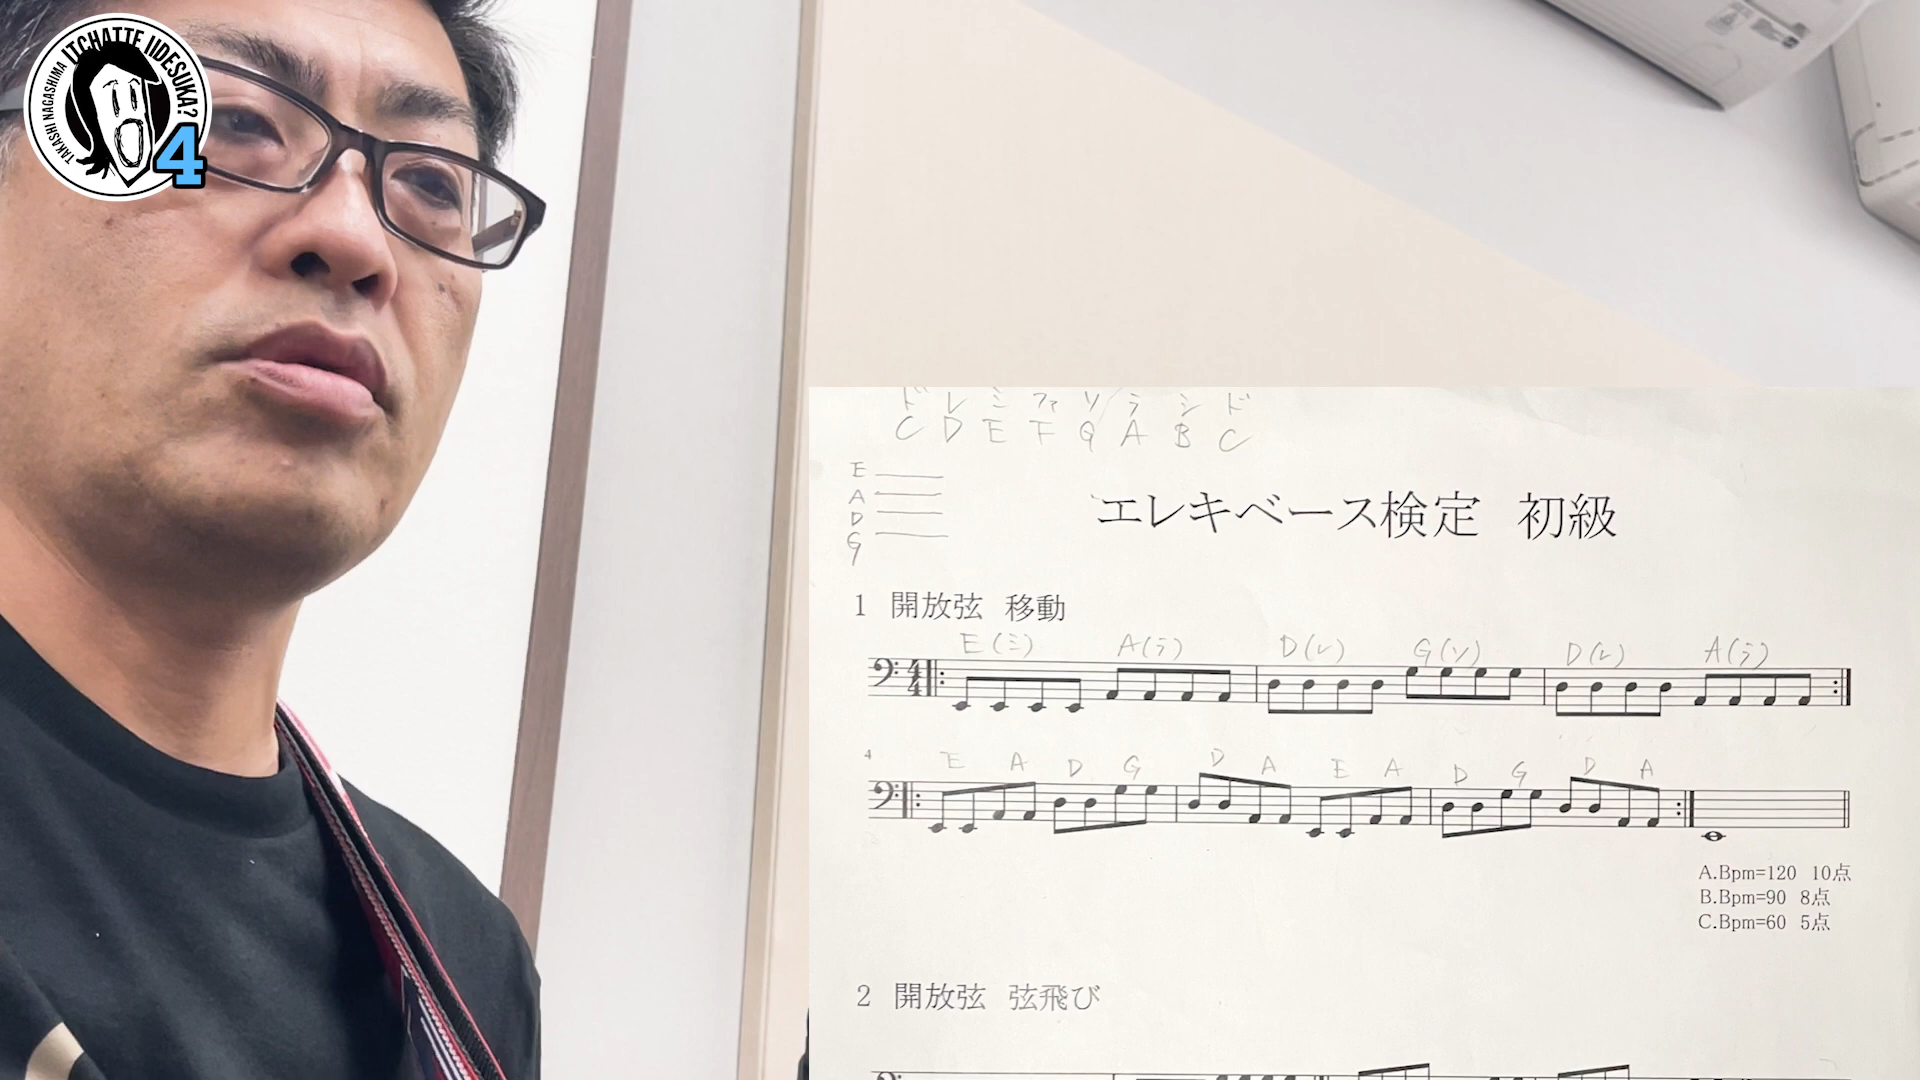 TAKASHI NAGASHIMA ITCHATTE IIDESUKA?
4
ド レ ミ ファ ソ ラ シ ド
C D E F G A B C
E
A
D
G
エレキベース検定 初級
1 開放弦 移動
E(ミ) A(ラ) D(レ) G(ソ) D(レ) A(ラ)
4
4
4
E A D G D A E A D G D A
A.Bpm=120 10点
B.Bpm=90 8点
C.Bpm=60 5点
2 開放弦 弦飛び